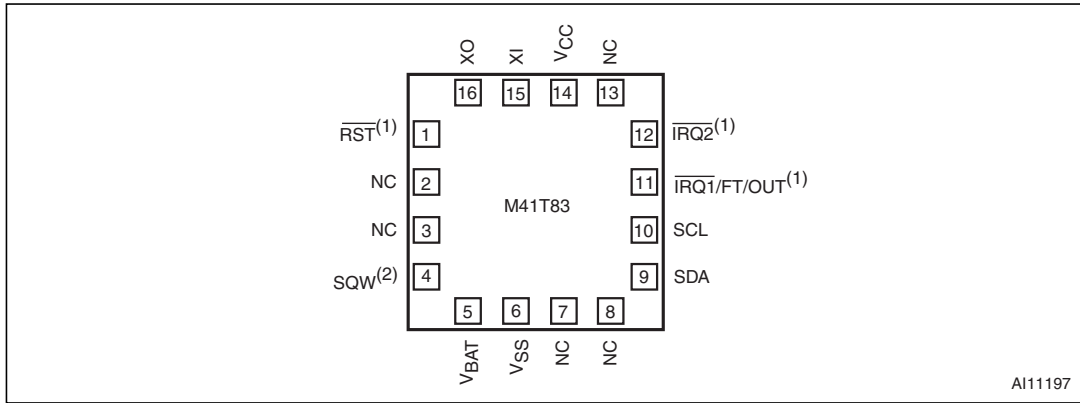 XO XI VCC NC
16 15 14 13
RST(1) 1 12 IRQ2(1)
NC 2 11 IRQ1/FT/OUT(1)
M41T83
NC 3 10 SCL
SQW(2) 4 9 SDA
5 6 7 8
VBAT VSS NC NC
AI11197